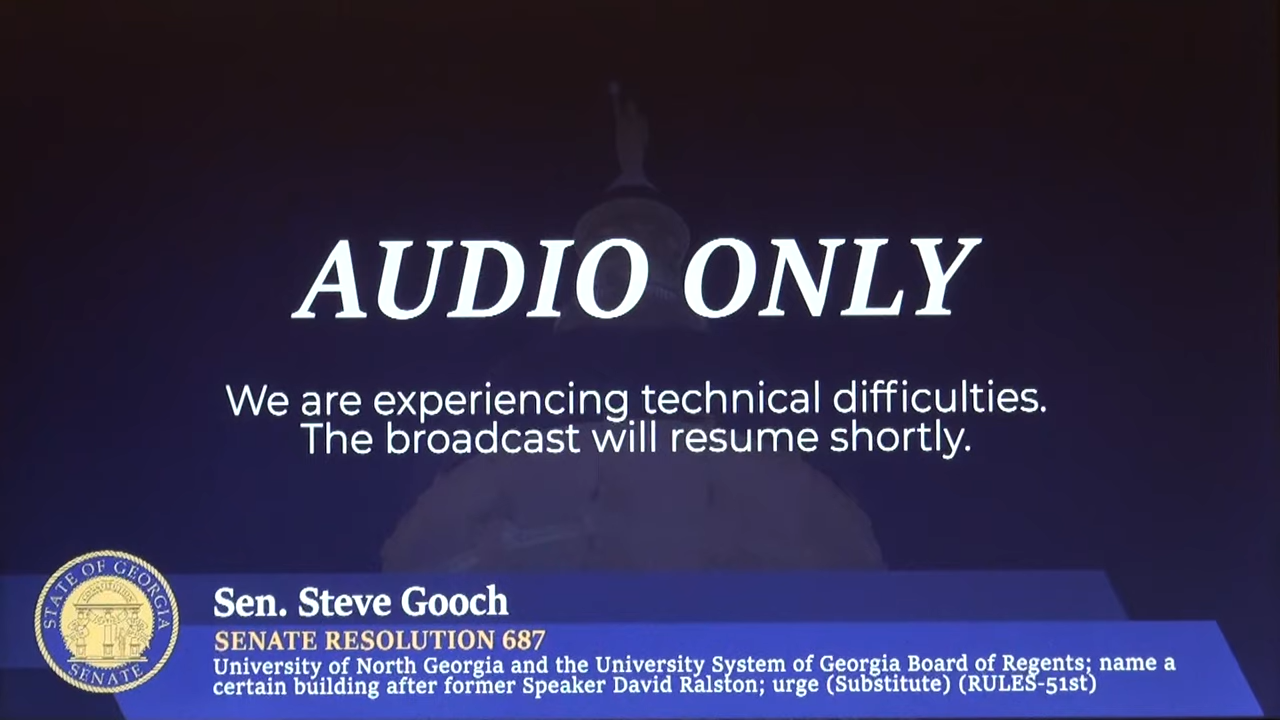 AUDIO ONLY
We are experiencing technical difficulties.
The broadcast will resume shortly.
STATE OF GEORGIA
CONSTITUTION
SENATE
Sen. Steve Gooch
SENATE RESOLUTION 687
University of North Georgia and the University System of Georgia Board of Regents; name a
certain building after former Speaker David Ralston; urge (Substitute) (RULES-51st)